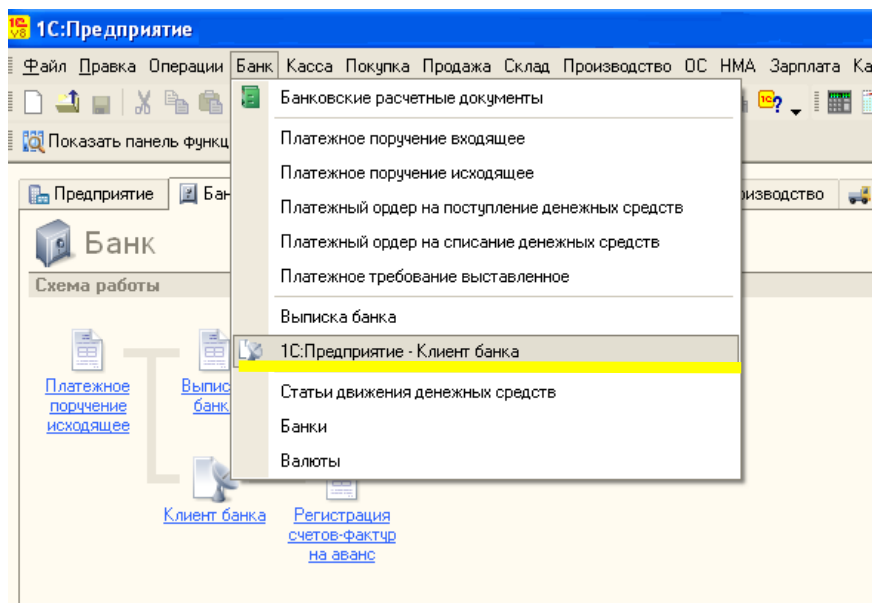 1С:Предприятие
Файл Правка Операции Банк Касса Покупка Продажа Склад Производство ОС НМА Зарплата Ка
Показать панель функц
Банковские расчетные документы
Платежное поручение входящее
Платежное поручение исходящее
Платежный ордер на поступление денежных средств
Платежный ордер на списание денежных средств
Платежное требование выставленное
Выписка банка
1С:Предприятие - Клиент банка
Статьи движения денежных средств
Банки
Валюты
Предприятие Бан изводство
Банк
Схема работы
Платежное
поручение
исходящее
Выпис
банк
Клиент банка
Регистрация
счетов-фактур
на аванс